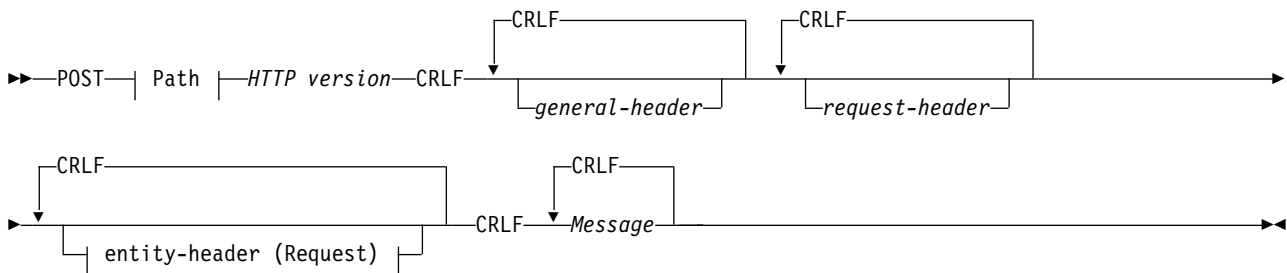 CRLF CRLF
POST Path HTTP version CRLF
general-header request-header
CRLF CRLF
CRLF Message
entity-header (Request)